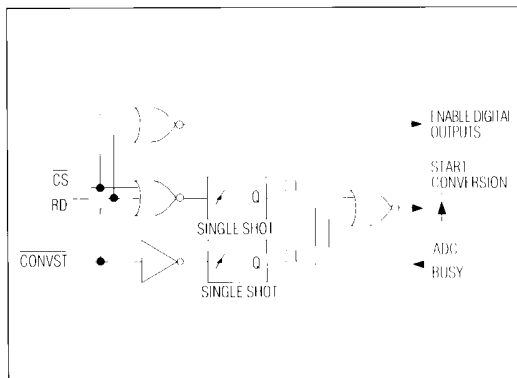 ENABLE DIGITAL
OUTPUTS
START
CONVERSION
CS
RD
Q
SINGLE SHOT
CONVST
Q
SINGLE SHOT
ADC
BUSY